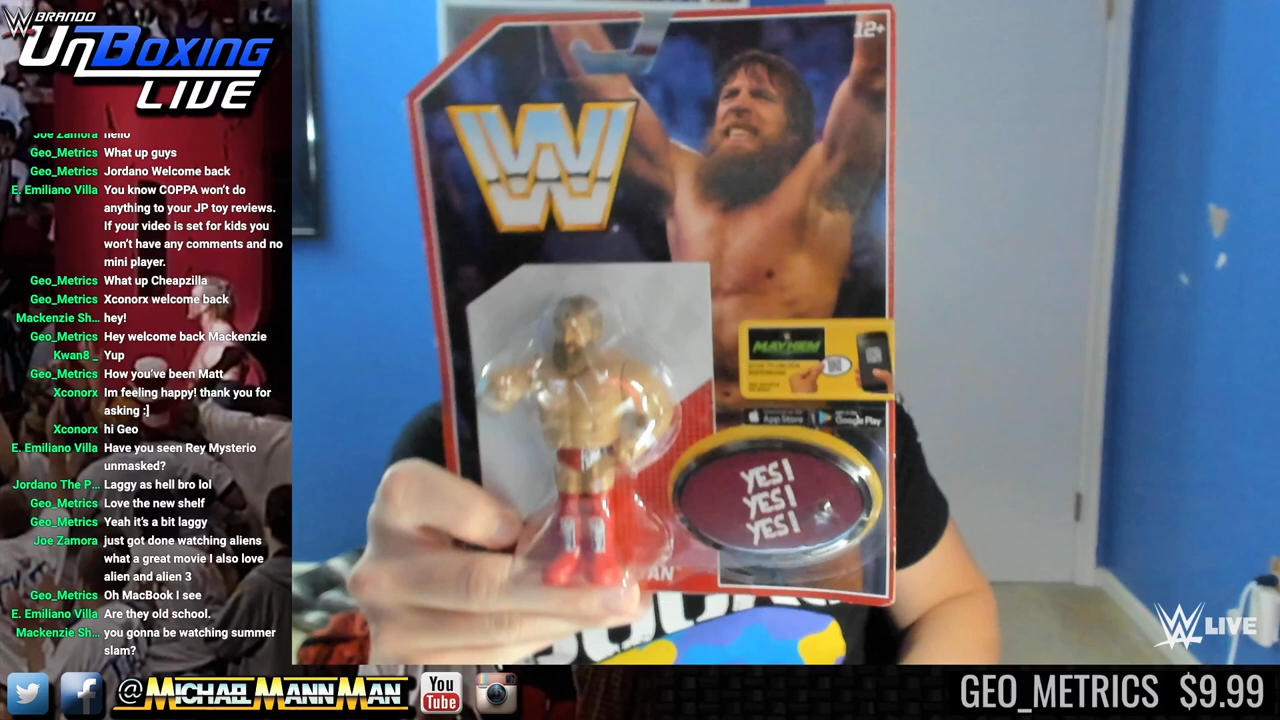 W BRANDO
UNBOXING
LIVE
Joe Zamora hello
Geo_Metrics What up guys
Geo_Metrics Jordano Welcome back
E. Emiliano Villa You know COPPA won't do
anything to your JP toy reviews.
If your video is set for kids you
won't have any comments and no
mini player.
Geo_Metrics What up Cheapzilla
Geo_Metrics Xconorx welcome back
Mackenzie Sh... hey!
Geo_Metrics Hey welcome back Mackenzie
Kwan8 _ Yup
Geo_Metrics How you've been Matt
Xconorx Im feeling happy! thank you for
asking :]
Xconorx hi Geo
E. Emiliano Villa Have you seen Rey Mysterio
unmasked?
Jordano The P... Laggy as hell bro lol
Geo_Metrics Love the new shelf
Geo_Metrics Yeah it's a bit laggy
Joe Zamora just got done watching aliens
what a great movie I also love
alien and alien 3
Geo_Metrics Oh MacBook I see
E. Emiliano Villa Are they old school.
Mackenzie Sh... you gonna be watching summer
slam?
12+
W
MAYHEM
App Store
Google Play
YES!
YES!
YES!
AN
W LIVE
@MICHAELMANNMAN
You
Tube
GEO_METRICS $9.99